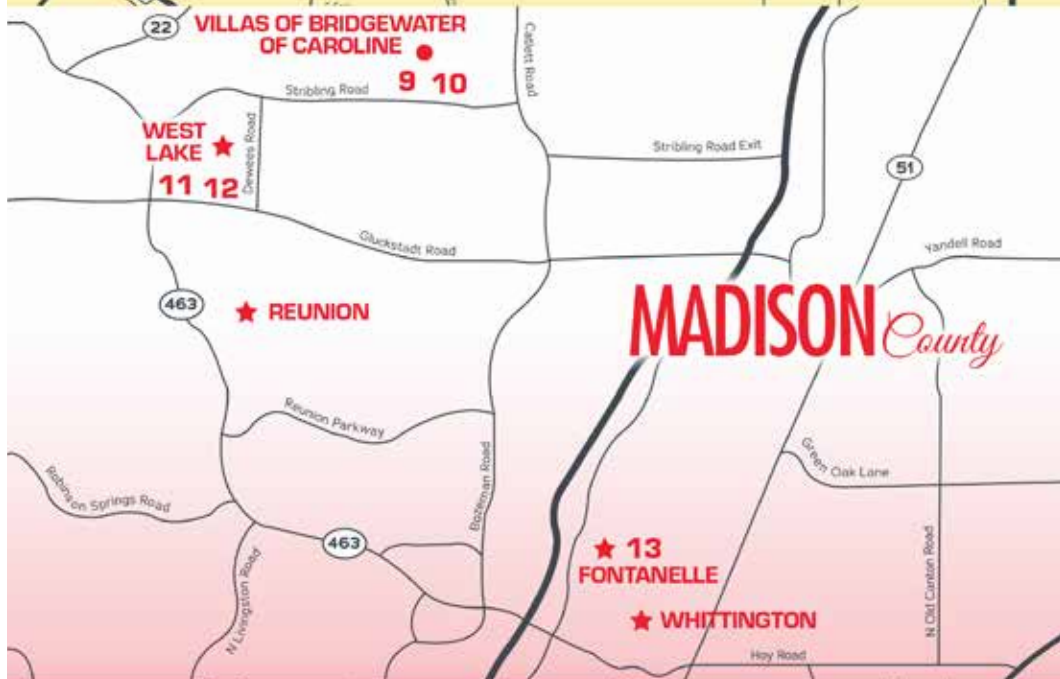 22
VILLAS OF BRIDGEWATER
OF CAROLINE
9 10
Catlett Road
Stribling Road
WEST
LAKE
11 12
Dewees Road
Stribling Road Exit
51
Gluckstadt Road
Yandell Road
463
REUNION
MADISON County
Reunion Parkway
Bozeman Road
Green Oak Lane
Robinson Springs Road
463
N Livingston Road
13
FONTANELLE
WHITTINGTON
N Old Canton Road
Hoy Road